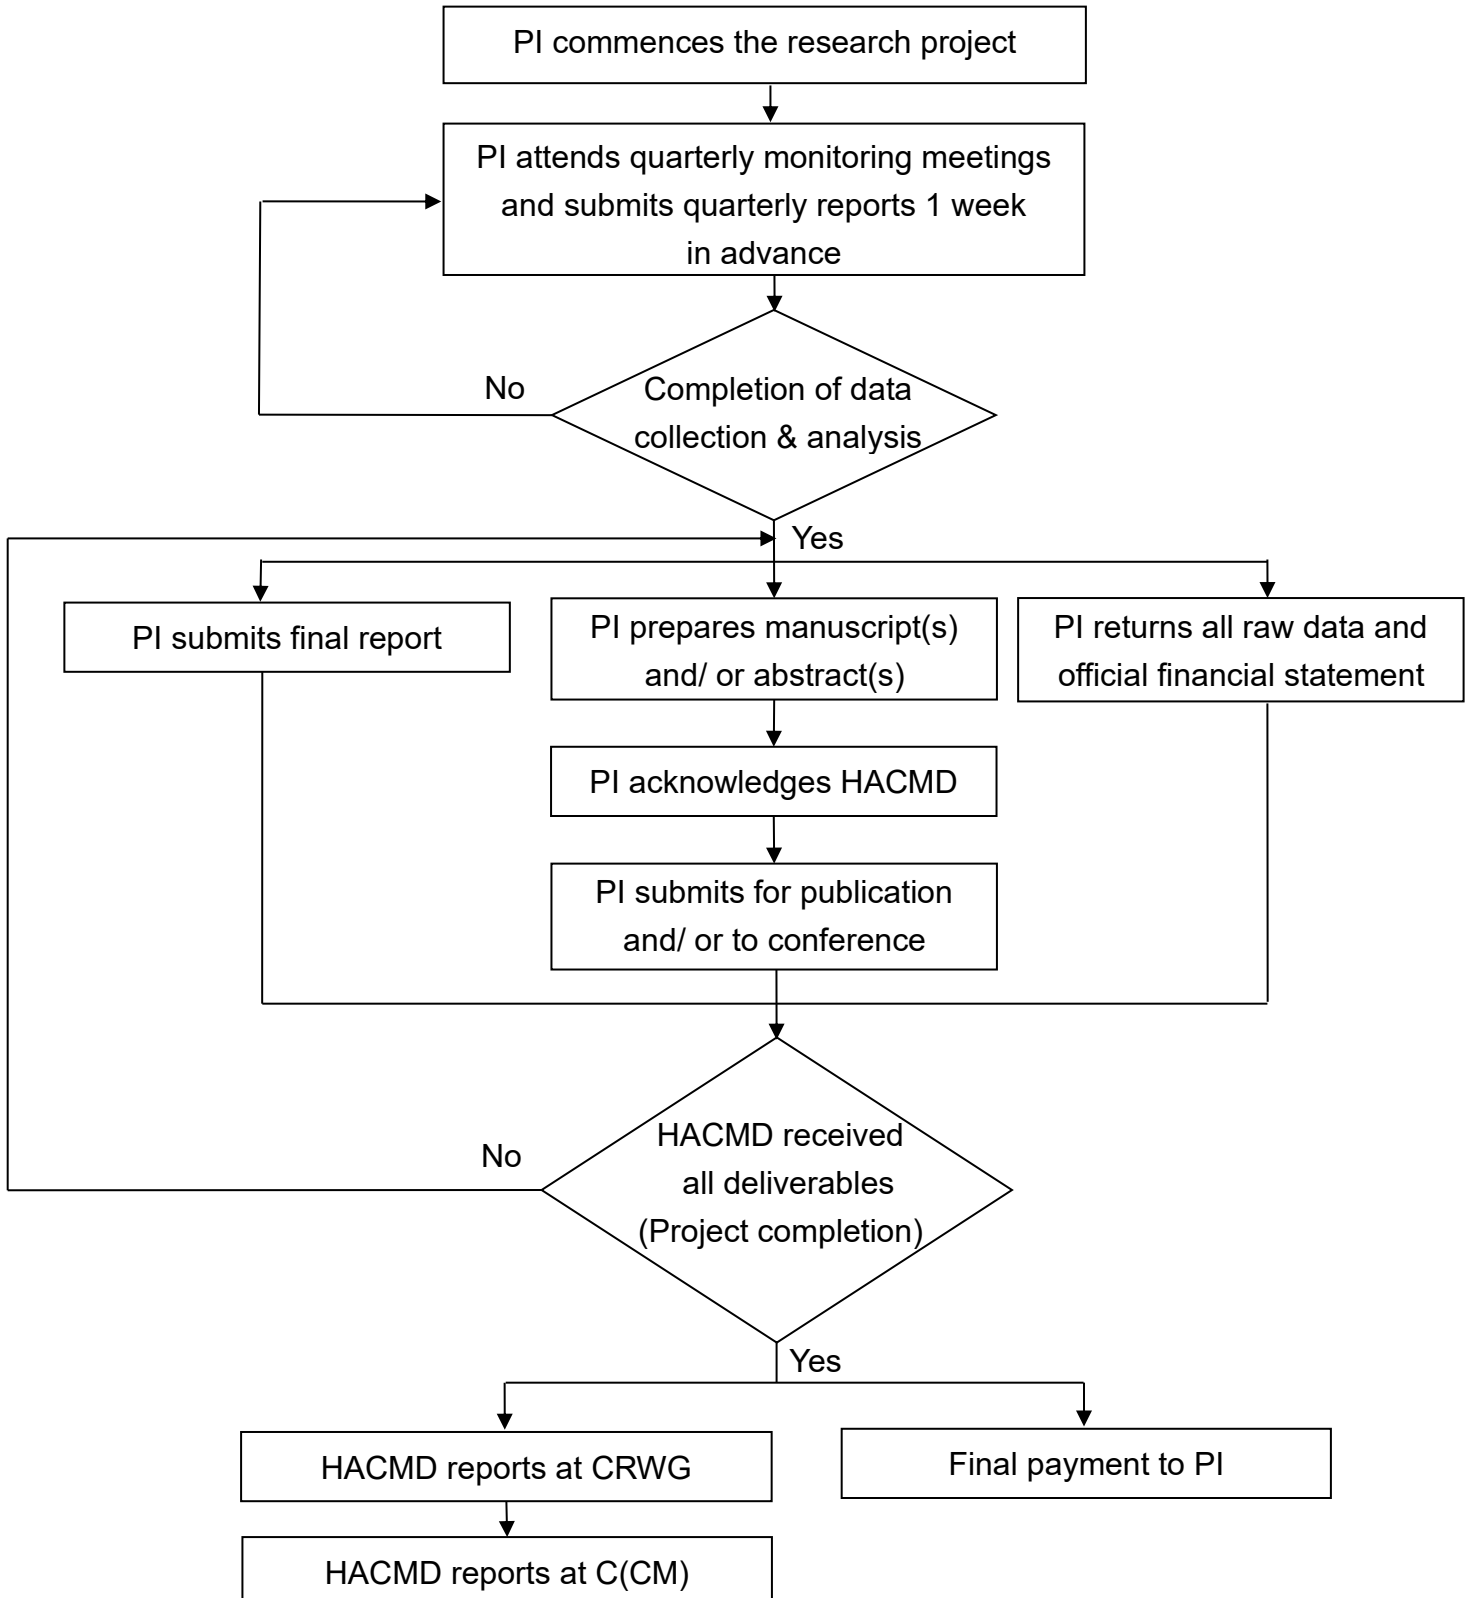 PI commences the research project
PI attends quarterly monitoring meetings
and submits quarterly reports 1 week
in advance
No
Completion of data
collection & analysis
Yes
PI submits final report
PI prepares manuscript(s)
and/ or abstract(s)
PI returns all raw data and
official financial statement
PI acknowledges HACMD
PI submits for publication
and/ or to conference
No
HACMD received
all deliverables
(Project completion)
Yes
HACMD reports at CRWG
Final payment to PI
HACMD reports at C(CM)